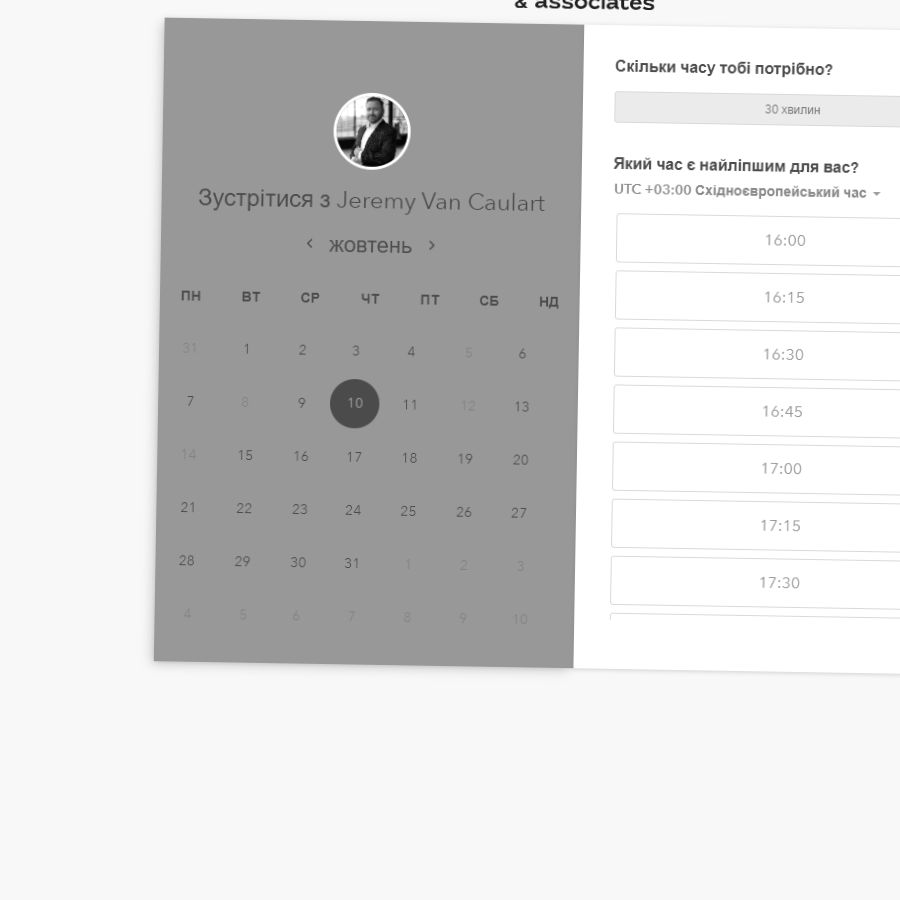 & associates
Зустрітися з Jeremy Van Caulart
жовтень
ПН ВТ СР ЧТ ПТ СБ НД
31 1 2 3 4 5 6
7 8 9 10 11 12 13
14 15 16 17 18 19 20
21 22 23 24 25 26 27
28 29 30 31 1 2 3
4 5 6 7 8 9 10
Скільки часу тобі потрібно?
30 хвилин
Який час є найліпшим для вас?
UTC +03:00 Східноєвропейський час
16:00
16:15
16:30
16:45
17:00
17:15
17:30